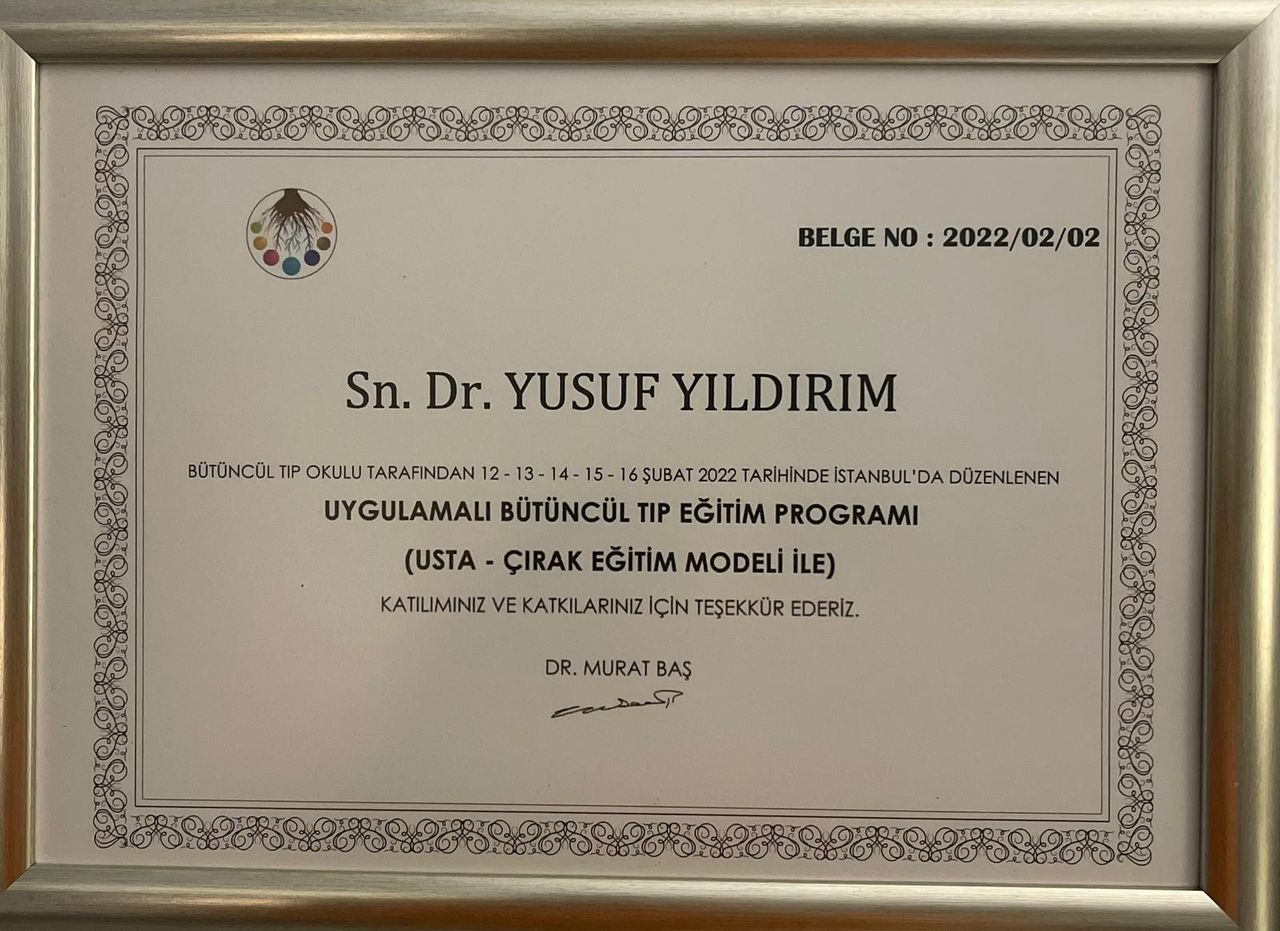 BELGE NO : 2022/02/02
Sn. Dr. YUSUF YILDIRIM
BÜTÜNCÜL TIP OKULU TARAFINDAN 12 - 13 - 14 - 15 - 16 ŞUBAT 2022 TARİHİNDE İSTANBUL'DA DÜZENLENEN
UYGULAMALI BÜTÜNCÜL TIP EĞİTİM PROGRAMI
(USTA - ÇIRAK EĞİTİM MODELİ İLE)
KATILIMINIZ VE KATKILARINIZ İÇİN TEŞEKKÜR EDERİZ.
DR. MURAT BAŞ